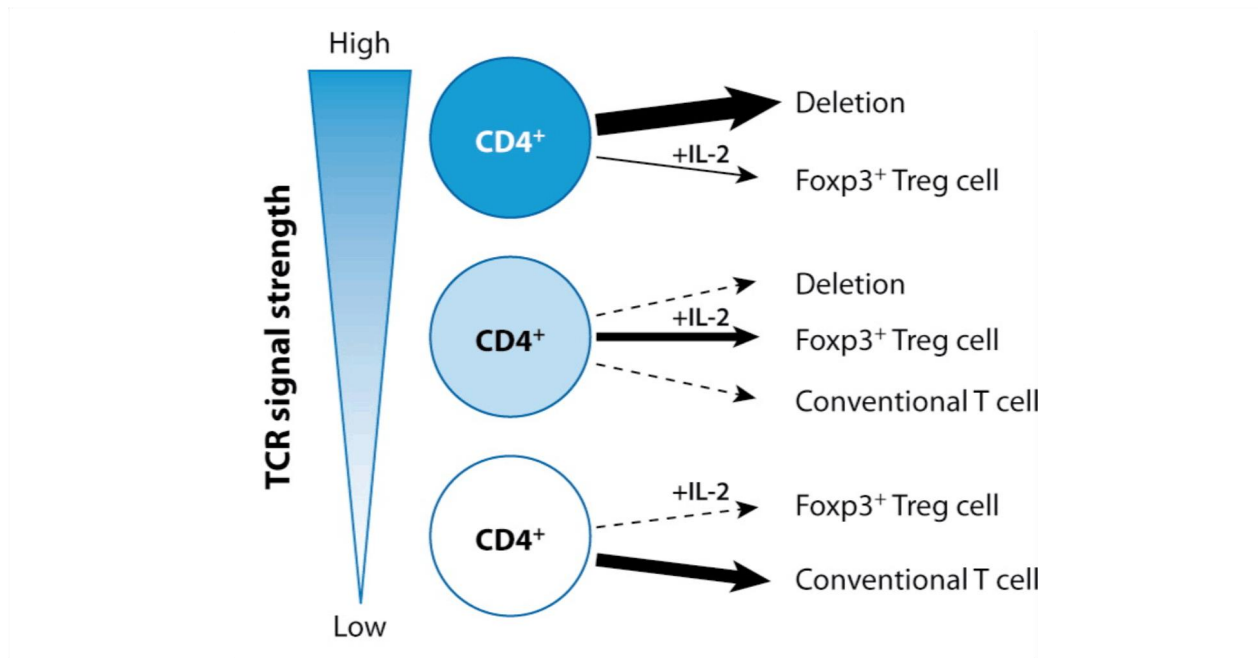 High
TCR signal strength
Low
CD4⁺
Deletion
+IL-2
Foxp3⁺ Treg cell
CD4⁺
Deletion
+IL-2
Foxp3⁺ Treg cell
Conventional T cell
CD4⁺
+IL-2
Foxp3⁺ Treg cell
Conventional T cell